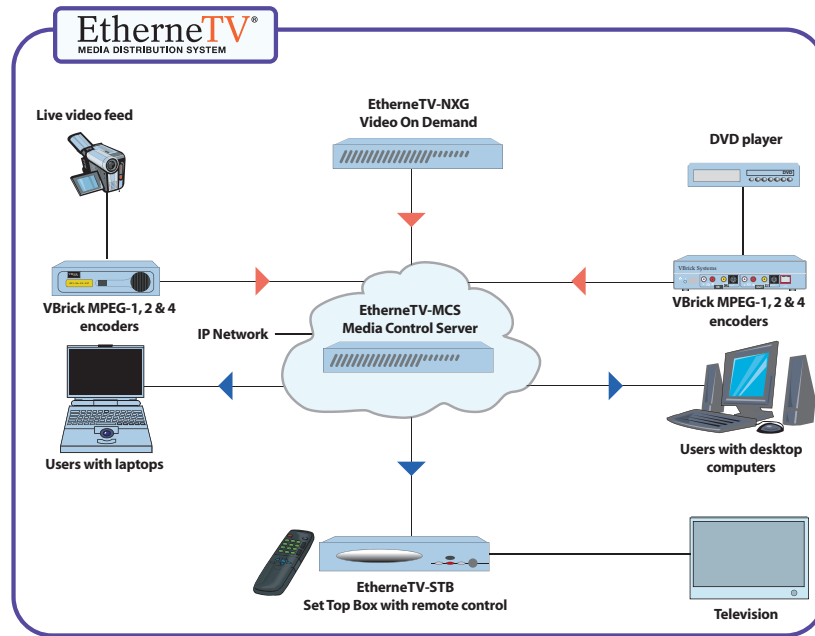 EtherneTV®
MEDIA DISTRIBUTION SYSTEM
Live video feed
EtherneTV-NXG
Video On Demand
DVD player
DVD
VBrick Systems
VBrick MPEG-1, 2 & 4
encoders
EtherneTV-MCS
Media Control Server
VBrick MPEG-1, 2 & 4
encoders
IP Network
Users with laptops
Users with desktop
computers
EtherneTV-STB
Set Top Box with remote control
Television